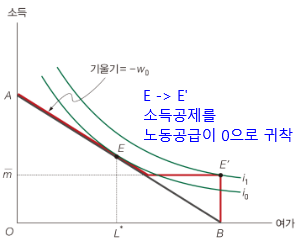 소득
기울기= -w₀
A
E -> E'
소득공제를
노동공급이 0으로 귀착
E
E'
m̅
i₁
i₀
O
L*
B
여가